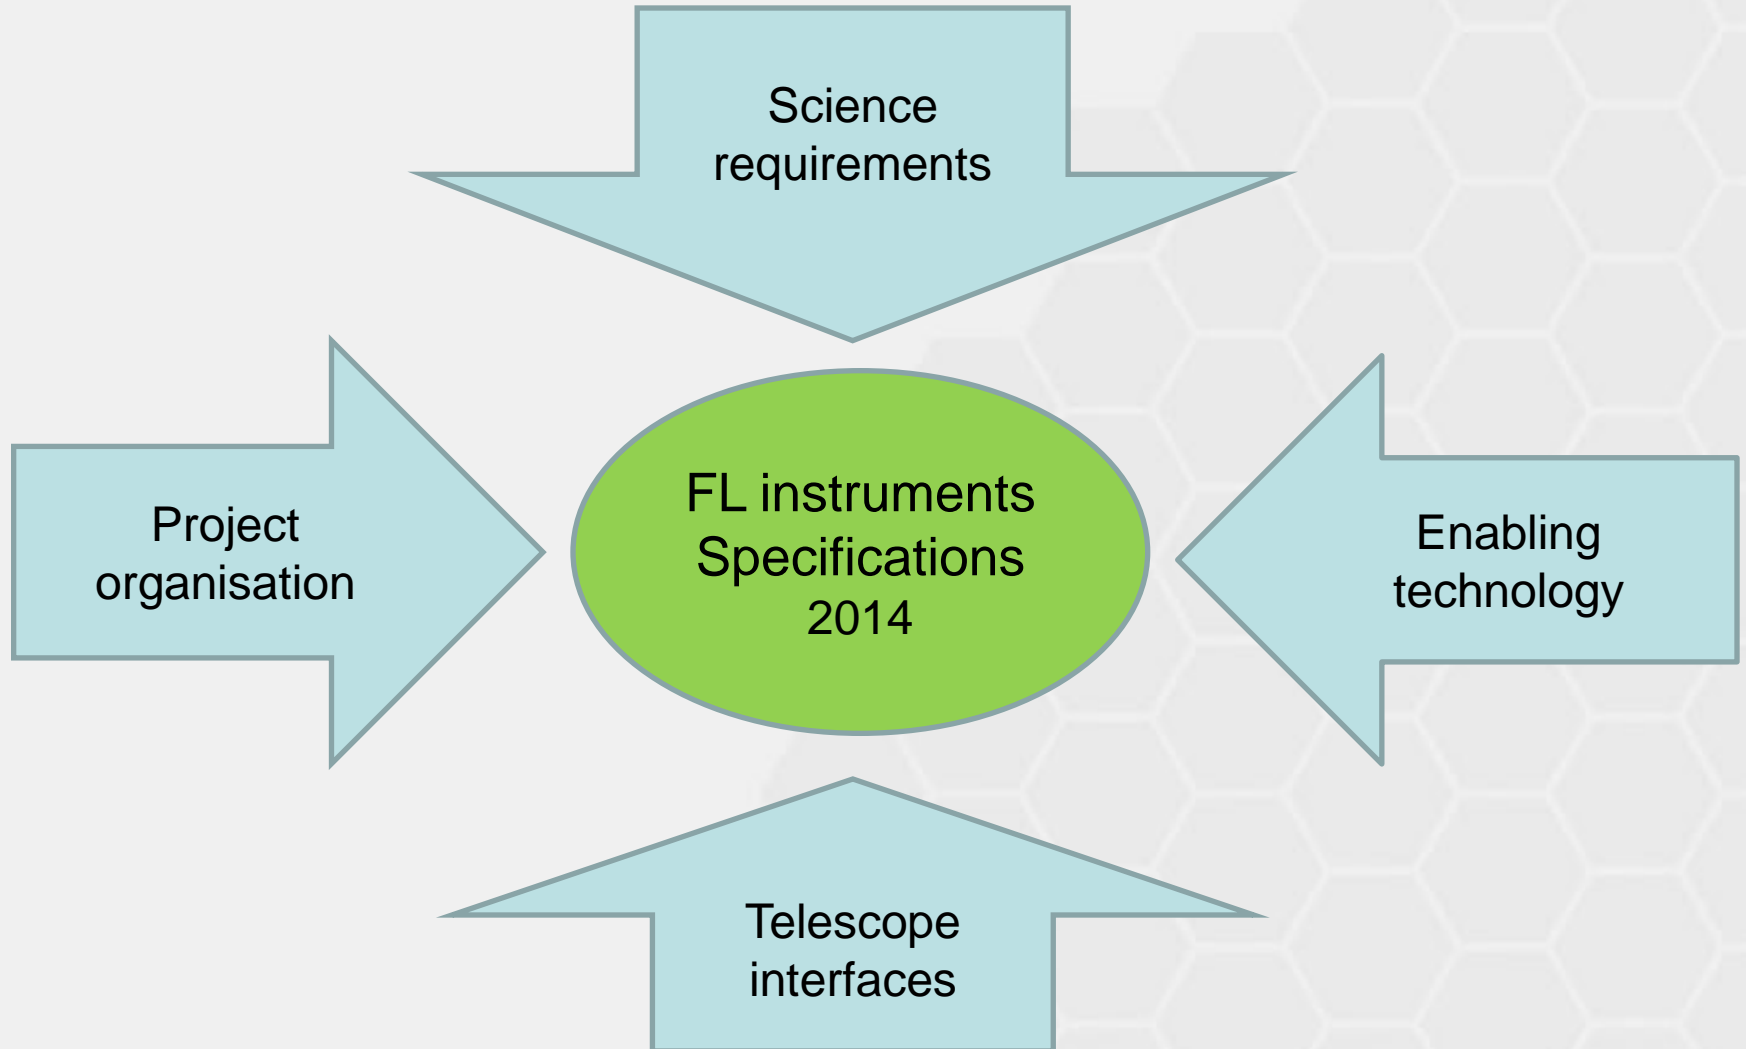 Science
requirements
Project
organisation
FL instruments
Specifications
2014
Enabling
technology
Telescope
interfaces